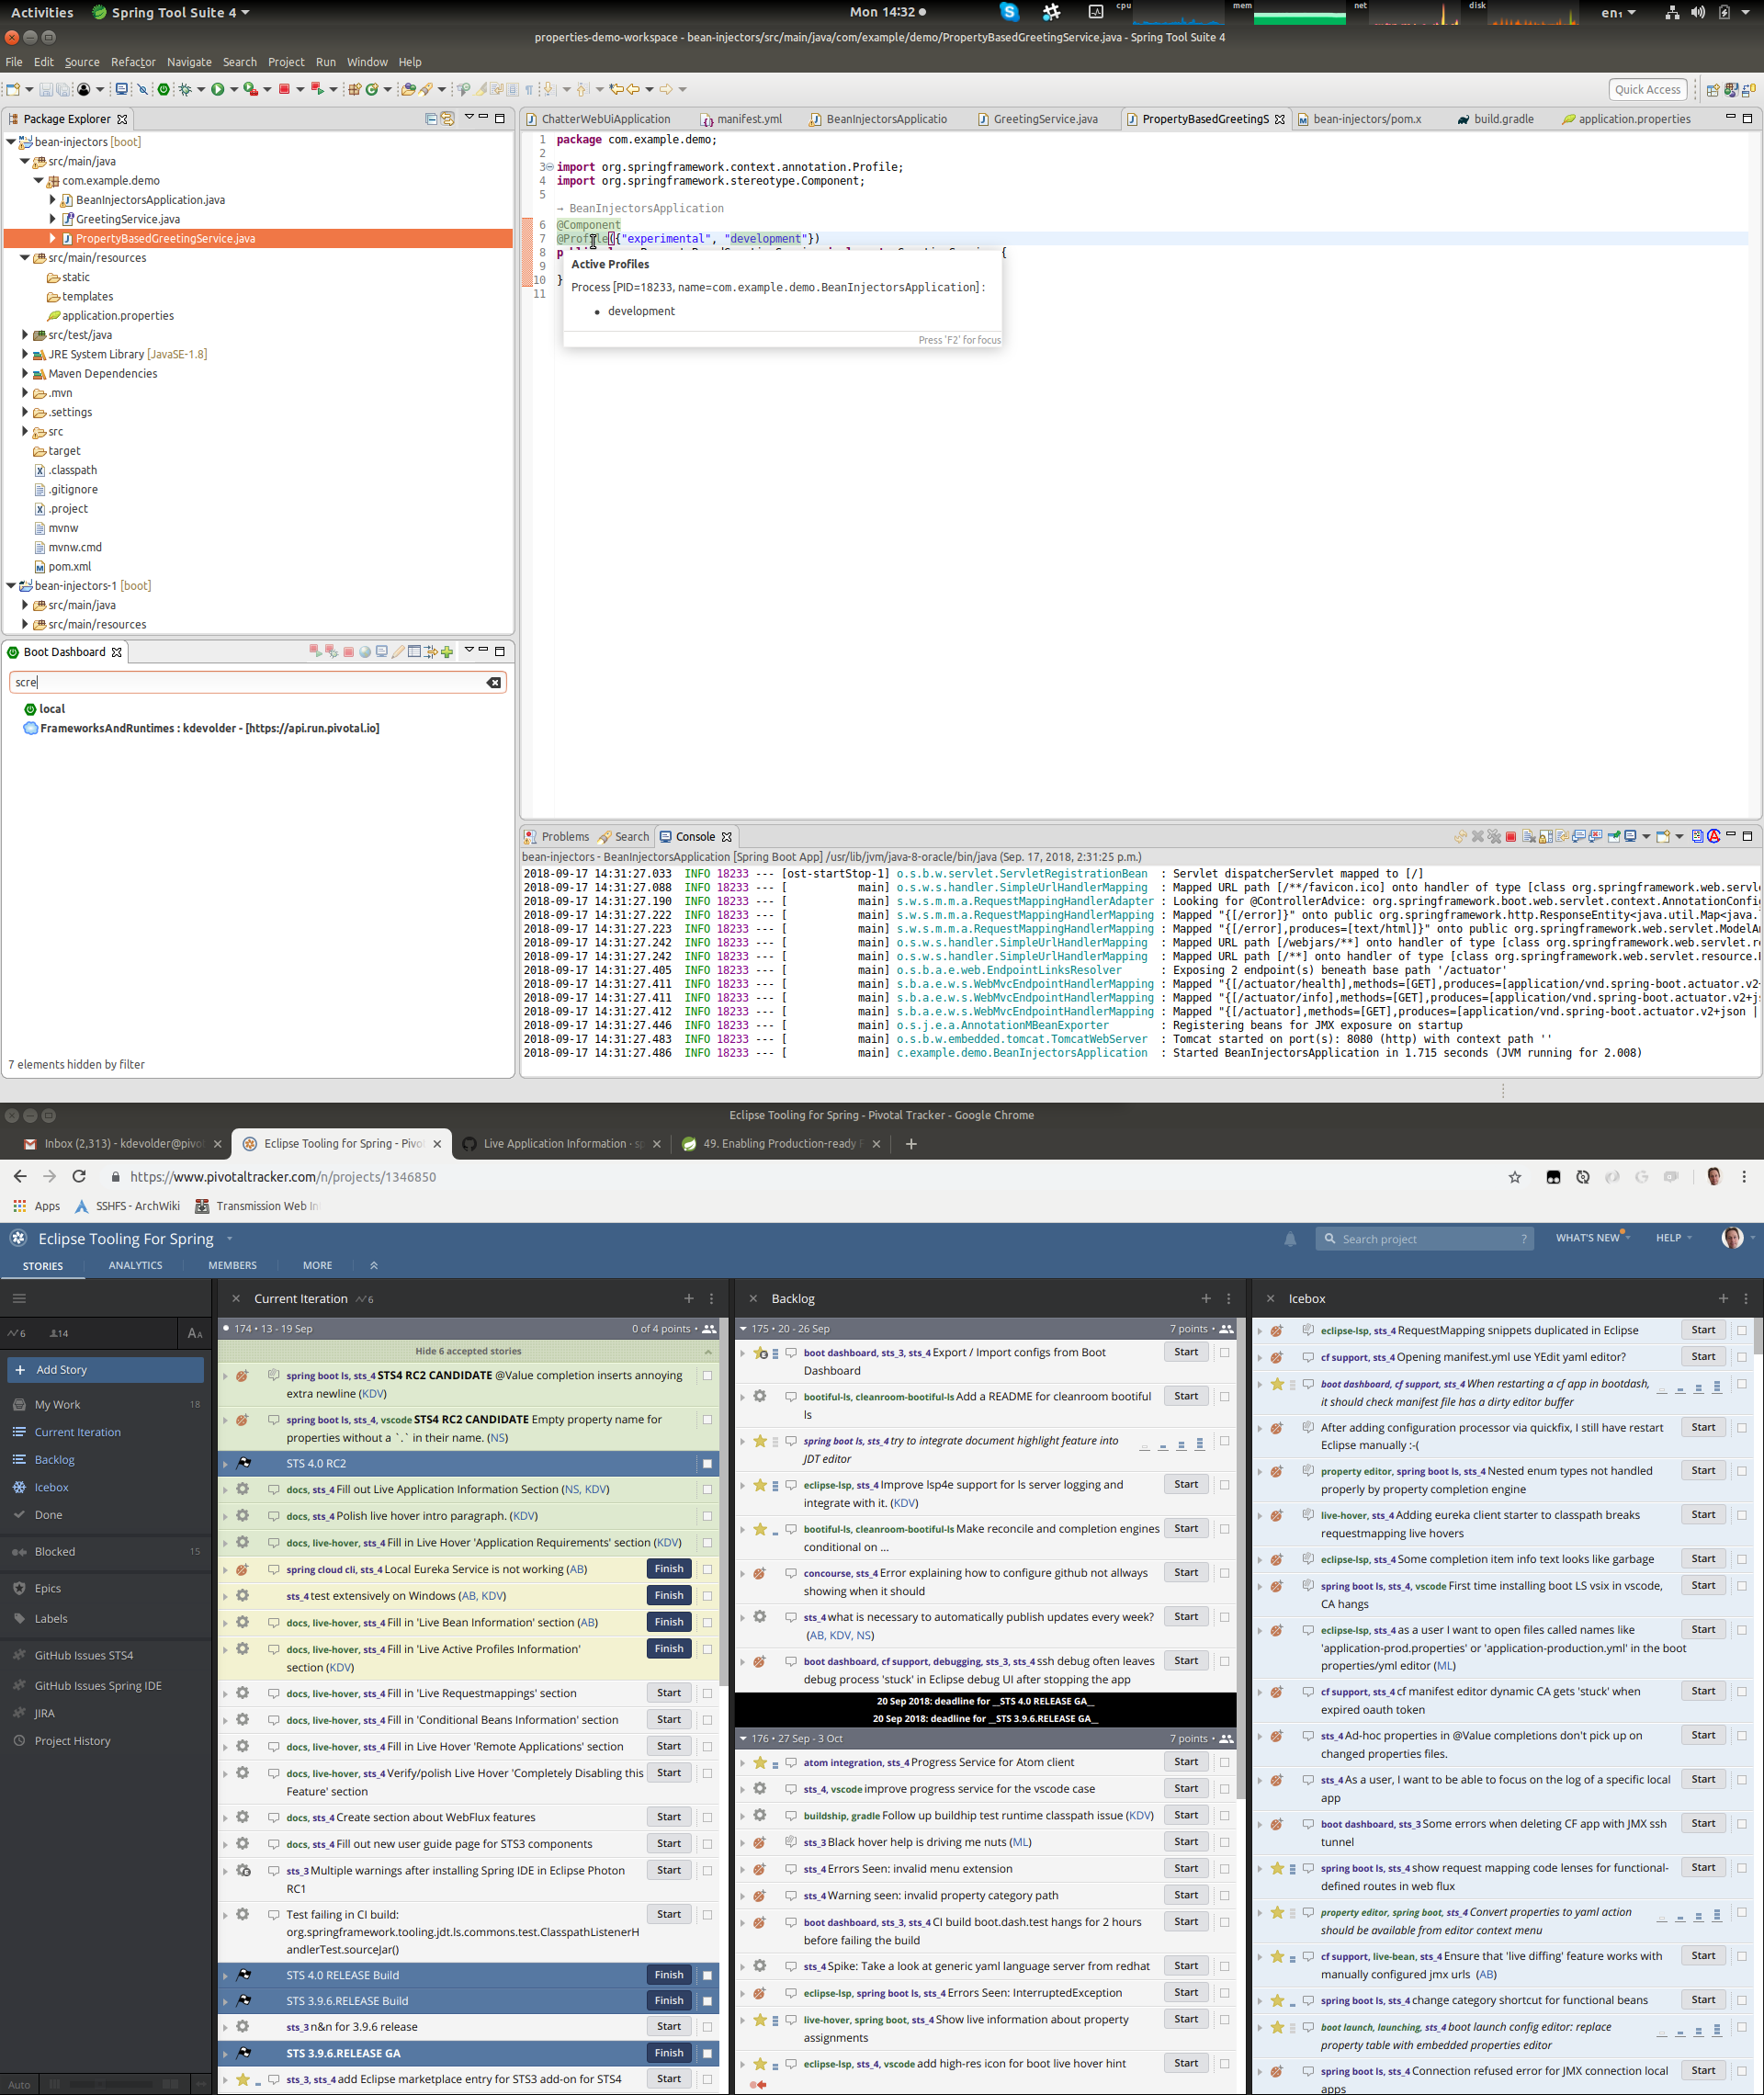 Activities Spring Tool Suite 4 Mon 14:32 cpu mem net disk en₁
properties-demo-workspace - bean-injectors/src/main/java/com/example/demo/PropertyBasedGreetingService.java - Spring Tool Suite 4
File Edit Source Refactor Navigate Search Project Run Window Help
Quick Access
Package Explorer
bean-injectors [boot]
src/main/java
com.example.demo
BeanInjectorsApplication.java
GreetingService.java
PropertyBasedGreetingService.java
src/main/resources
static
templates
application.properties
src/test/java
JRE System Library [JavaSE-1.8]
Maven Dependencies
.mvn
.settings
src
target
.classpath
.gitignore
.project
mvnw
mvnw.cmd
pom.xml
bean-injectors-1 [boot]
src/main/java
src/main/resources
Boot Dashboard
scre
local
FrameworksAndRuntimes : kdevolder - [https://api.run.pivotal.io]
7 elements hidden by filter
ChatterWebUiApplication manifest.yml BeanInjectorsApplicatio GreetingService.java PropertyBasedGreetingS bean-injectors/pom.x build.gradle application.properties
1 package com.example.demo;
2
3 import org.springframework.context.annotation.Profile;
4 import org.springframework.stereotype.Component;
5
→ BeanInjectorsApplication
6 @Component
7 @Profile({"experimental", "development"})
8 p {
9
10 }
11
Active Profiles
Process [PID=18233, name=com.example.demo.BeanInjectorsApplication] :
• development
Press 'F2' for focus
Problems Search Console
bean-injectors - BeanInjectorsApplication [Spring Boot App] /usr/lib/jvm/java-8-oracle/bin/java (Sep. 17, 2018, 2:31:25 p.m.)
2018-09-17 14:31:27.033 INFO 18233 --- [ost-startStop-1] o.s.b.w.servlet.ServletRegistrationBean : Servlet dispatcherServlet mapped to [/]
2018-09-17 14:31:27.088 INFO 18233 --- [ main] o.s.w.s.handler.SimpleUrlHandlerMapping : Mapped URL path [/**/favicon.ico] onto handler of type [class org.springframework.web.servl
2018-09-17 14:31:27.190 INFO 18233 --- [ main] s.w.s.m.m.a.RequestMappingHandlerAdapter : Looking for @ControllerAdvice: org.springframework.boot.web.servlet.context.AnnotationConfi
2018-09-17 14:31:27.222 INFO 18233 --- [ main] s.w.s.m.m.a.RequestMappingHandlerMapping : Mapped "{[/error]}" onto public org.springframework.http.ResponseEntity<java.util.Map<java.
2018-09-17 14:31:27.223 INFO 18233 --- [ main] s.w.s.m.m.a.RequestMappingHandlerMapping : Mapped "{[/error],produces=[text/html]}" onto public org.springframework.web.servlet.ModelAn
2018-09-17 14:31:27.242 INFO 18233 --- [ main] o.s.w.s.handler.SimpleUrlHandlerMapping : Mapped URL path [/webjars/**] onto handler of type [class org.springframework.web.servlet.re
2018-09-17 14:31:27.242 INFO 18233 --- [ main] o.s.w.s.handler.SimpleUrlHandlerMapping : Mapped URL path [/**] onto handler of type [class org.springframework.web.servlet.resource.
2018-09-17 14:31:27.405 INFO 18233 --- [ main] o.s.b.a.e.web.EndpointLinksResolver : Exposing 2 endpoint(s) beneath base path '/actuator'
2018-09-17 14:31:27.411 INFO 18233 --- [ main] s.b.a.e.w.s.WebMvcEndpointHandlerMapping : Mapped "{[/actuator/health],methods=[GET],produces=[application/vnd.spring-boot.actuator.v2+
2018-09-17 14:31:27.411 INFO 18233 --- [ main] s.b.a.e.w.s.WebMvcEndpointHandlerMapping : Mapped "{[/actuator/info],methods=[GET],produces=[application/vnd.spring-boot.actuator.v2+js
2018-09-17 14:31:27.412 INFO 18233 --- [ main] s.b.a.e.w.s.WebMvcEndpointHandlerMapping : Mapped "{[/actuator],methods=[GET],produces=[application/vnd.spring-boot.actuator.v2+json |
2018-09-17 14:31:27.446 INFO 18233 --- [ main] o.s.j.e.a.AnnotationMBeanExporter : Registering beans for JMX exposure on startup
2018-09-17 14:31:27.483 INFO 18233 --- [ main] o.s.b.w.embedded.tomcat.TomcatWebServer : Tomcat started on port(s): 8080 (http) with context path ''
2018-09-17 14:31:27.486 INFO 18233 --- [ main] c.example.demo.BeanInjectorsApplication : Started BeanInjectorsApplication in 1.715 seconds (JVM running for 2.008)
Eclipse Tooling for Spring - Pivotal Tracker - Google Chrome
Inbox (2,313) - kdevolder@pivo Eclipse Tooling for Spring - Pivo Live Application Information · sp 49. Enabling Production-ready F
https://www.pivotaltracker.com/n/projects/1346850
Apps SSHFS - ArchWiki Transmission Web In
Eclipse Tooling For Spring Search project ? WHAT'S NEW HELP
STORIES ANALYTICS MEMBERS MORE
6 14 AA
Add Story
My Work 18
Current Iteration
Backlog
Icebox
Done
Blocked 15
Epics
Labels
GitHub Issues STS4
GitHub Issues Spring IDE
JIRA
Project History
Auto
Current Iteration 6
174 • 13 - 19 Sep 0 of 4 points •
Hide 6 accepted stories
spring boot ls, sts_4 STS4 RC2 CANDIDATE @Value completion inserts annoying
extra newline (KDV)
spring boot ls, sts_4, vscode STS4 RC2 CANDIDATE Empty property name for
properties without a `.` in their name. (NS)
STS 4.0 RC2
docs, sts_4 Fill out Live Application Information Section (NS, KDV)
docs, sts_4 Polish live hover intro paragraph. (KDV)
docs, live-hover, sts_4 Fill in Live Hover 'Application Requirements' section (KDV)
spring cloud cli, sts_4 Local Eureka Service is not working (AB) Finish
sts_4 test extensively on Windows (AB, KDV) Finish
docs, live-hover, sts_4 Fill in 'Live Bean Information' section (AB) Finish
docs, live-hover, sts_4 Fill in 'Live Active Profiles Information' Finish
section (KDV)
docs, live-hover, sts_4 Fill in 'Live Requestmappings' section Start
docs, live-hover, sts_4 Fill in 'Conditional Beans Information' section Start
docs, live-hover, sts_4 Fill in Live Hover 'Remote Applications' section Start
docs, live-hover, sts_4 Verify/polish Live Hover 'Completely Disabling this Start
Feature' section
docs, sts_4 Create section about WebFlux features Start
docs, sts_4 Fill out new user guide page for STS3 components Start
sts_3 Multiple warnings after installing Spring IDE in Eclipse Photon Start
RC1
Test failing in CI build: Start
org.springframework.tooling.jdt.ls.commons.test.ClasspathListenerH
andlerTest.sourceJar()
STS 4.0 RELEASE Build Finish
STS 3.9.6.RELEASE Build Finish
sts_3 n&n for 3.9.6 release Start
STS 3.9.6.RELEASE GA Finish
sts_3, sts_4 add Eclipse marketplace entry for STS3 add-on for STS4 Start
Backlog
175 • 20 - 26 Sep 7 points •
boot dashboard, sts_3, sts_4 Export / Import configs from Boot Start
Dashboard
bootiful-ls, cleanroom-bootiful-ls Add a README for cleanroom bootiful Start
ls
spring boot ls, sts_4 try to integrate document highlight feature into
JDT editor
eclipse-lsp, sts_4 Improve lsp4e support for ls server logging and Start
integrate with it. (KDV)
bootiful-ls, cleanroom-bootiful-ls Make reconcile and completion engines Start
conditional on ...
concourse, sts_4 Error explaining how to configure github not allways Start
showing when it should
sts_4 what is necessary to automatically publish updates every week? Start
(AB, KDV, NS)
boot dashboard, cf support, debugging, sts_3, sts_4 ssh debug often leaves Start
debug process 'stuck' in Eclipse debug UI after stopping the app
20 Sep 2018: deadline for __STS 4.0 RELEASE GA__
20 Sep 2018: deadline for __STS 3.9.6.RELEASE GA__
176 • 27 Sep - 3 Oct 7 points •
atom integration, sts_4 Progress Service for Atom client Start
sts_4, vscode improve progress service for the vscode case Start
buildship, gradle Follow up buildhip test runtime classpath issue (KDV) Start
sts_3 Black hover help is driving me nuts (ML) Start
sts_4 Errors Seen: invalid menu extension Start
sts_4 Warning seen: invalid property category path Start
boot dashboard, sts_3, sts_4 CI build boot.dash.test hangs for 2 hours Start
before failing the build
sts_4 Spike: Take a look at generic yaml language server from redhat Start
eclipse-lsp, spring boot ls, sts_4 Errors Seen: InterruptedException Start
live-hover, spring boot, sts_4 Show live information about property Start
assignments
eclipse-lsp, sts_4, vscode add high-res icon for boot live hover hint Start
Icebox
eclipse-lsp, sts_4 RequestMapping snippets duplicated in Eclipse Start
cf support, sts_4 Opening manifest.yml use YEdit yaml editor? Start
boot dashboard, cf support, sts_4 When restarting a cf app in bootdash,
it should check manifest file has a dirty editor buffer
After adding configuration processor via quickfix, I still have restart Start
Eclipse manually :-(
property editor, spring boot ls, sts_4 Nested enum types not handled Start
properly by property completion engine
live-hover, sts_4 Adding eureka client starter to classpath breaks Start
requestmapping live hovers
eclipse-lsp, sts_4 Some completion item info text looks like garbage Start
spring boot ls, sts_4, vscode First time installing boot LS vsix in vscode, Start
CA hangs
eclipse-lsp, sts_4 as a user I want to open files called names like Start
'application-prod.properties' or 'application-production.yml' in the boot
properties/yml editor (ML)
cf support, sts_4 cf manifest editor dynamic CA gets 'stuck' when Start
expired oauth token
sts_4 Ad-hoc properties in @Value completions don't pick up on Start
changed properties files.
sts_4 As a user, I want to be able to focus on the log of a specific local Start
app
boot dashboard, sts_3 Some errors when deleting CF app with JMX ssh Start
tunnel
spring boot ls, sts_4 show request mapping code lenses for functional- Start
defined routes in web flux
property editor, spring boot, sts_4 Convert properties to yaml action
should be available from editor context menu
cf support, live-bean, sts_4 Ensure that 'live diffing' feature works with Start
manually configured jmx urls (AB)
spring boot ls, sts_4 change category shortcut for functional beans Start
boot launch, launching, sts_4 boot launch config editor: replace
property table with embedded properties editor
spring boot ls, sts_4 Connection refused error for JMX connection local Start
apps